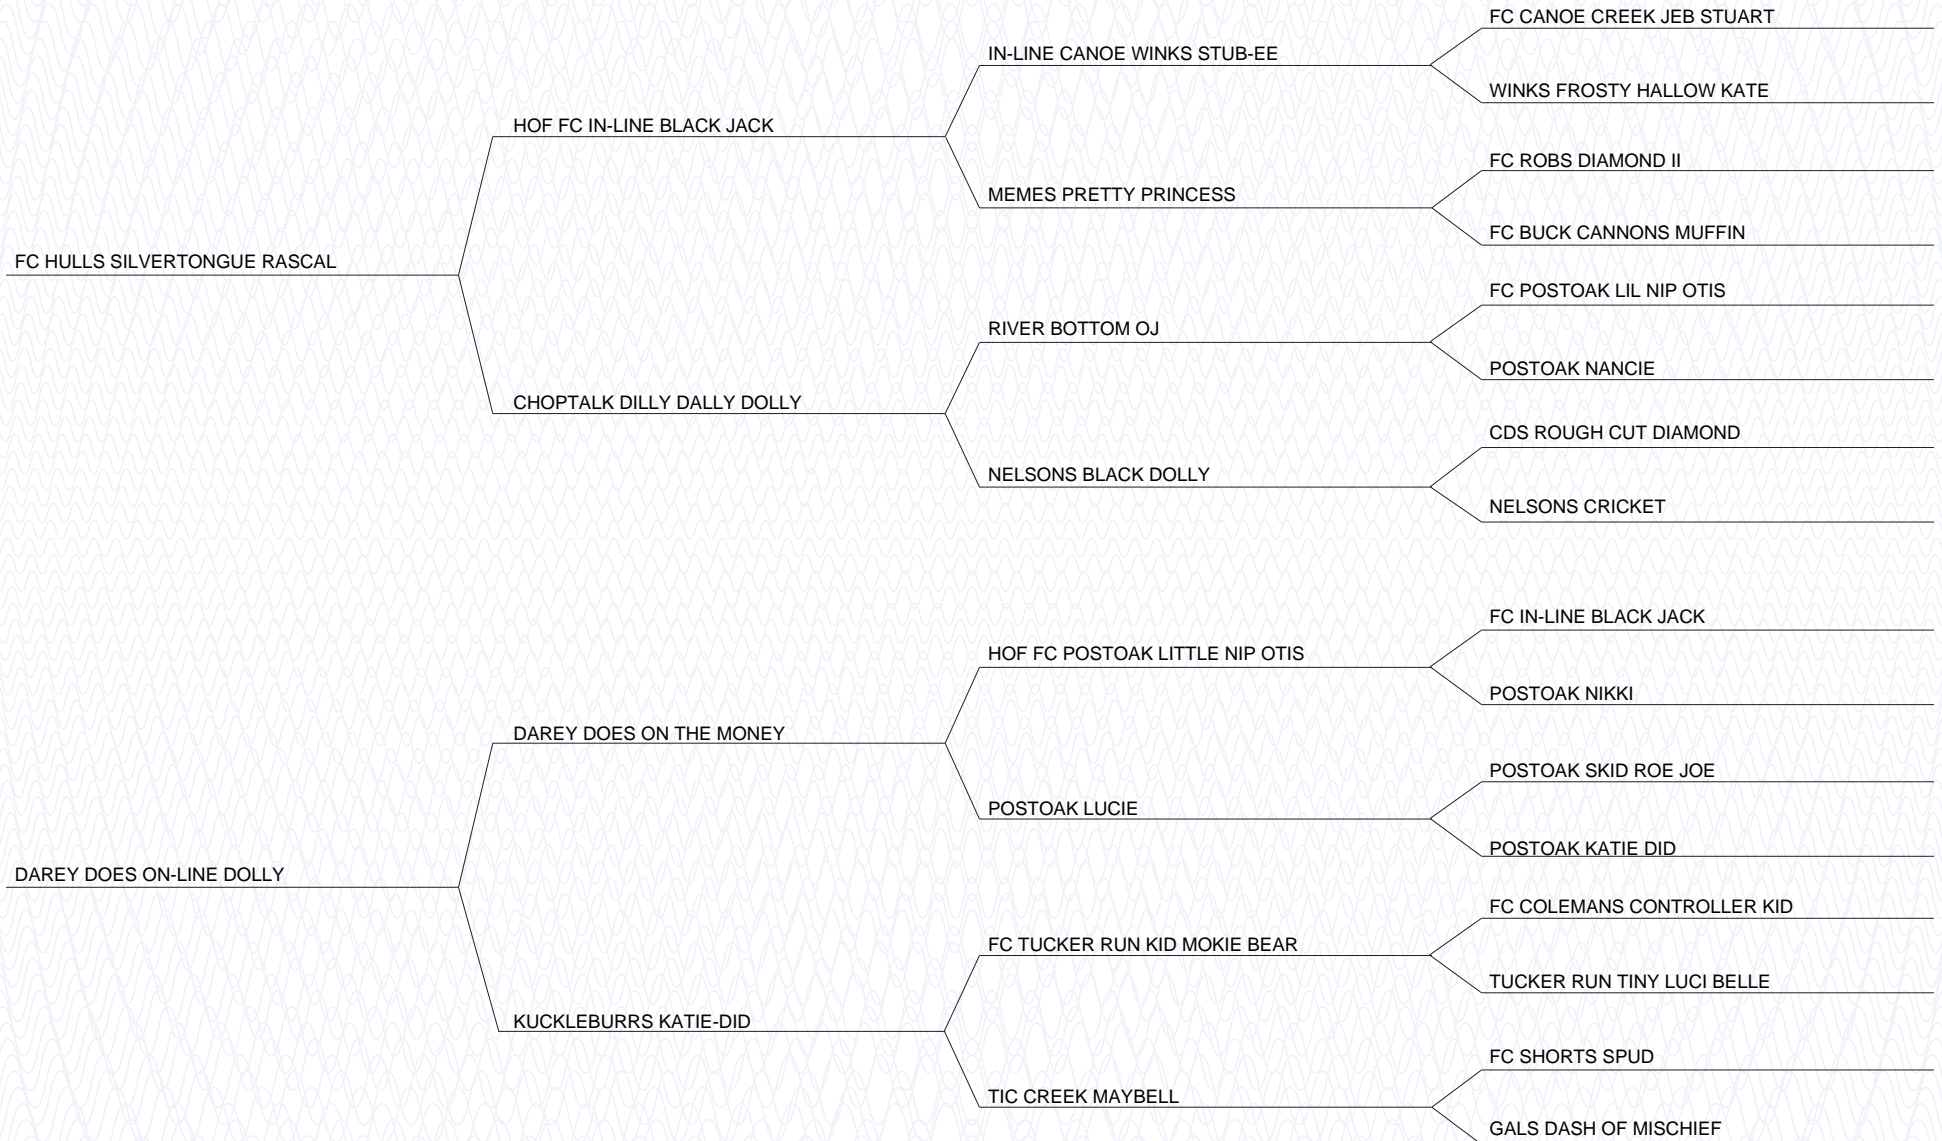 FC CANOE CREEK JEB STUART
IN-LINE CANOE WINKS STUB-EE
WINKS FROSTY HALLOW KATE
HOF FC IN-LINE BLACK JACK
FC ROBS DIAMOND II
MEMES PRETTY PRINCESS
FC BUCK CANNONS MUFFIN
FC HULLS SILVERTONGUE RASCAL
FC POSTOAK LIL NIP OTIS
RIVER BOTTOM OJ
POSTOAK NANCIE
CHOPTALK DILLY DALLY DOLLY
CDS ROUGH CUT DIAMOND
NELSONS BLACK DOLLY
NELSONS CRICKET
FC IN-LINE BLACK JACK
HOF FC POSTOAK LITTLE NIP OTIS
POSTOAK NIKKI
DAREY DOES ON THE MONEY
POSTOAK SKID ROE JOE
POSTOAK LUCIE
POSTOAK KATIE DID
DAREY DOES ON-LINE DOLLY
FC COLEMANS CONTROLLER KID
FC TUCKER RUN KID MOKIE BEAR
TUCKER RUN TINY LUCI BELLE
KUCKLEBURRS KATIE-DID
FC SHORTS SPUD
TIC CREEK MAYBELL
GALS DASH OF MISCHIEF